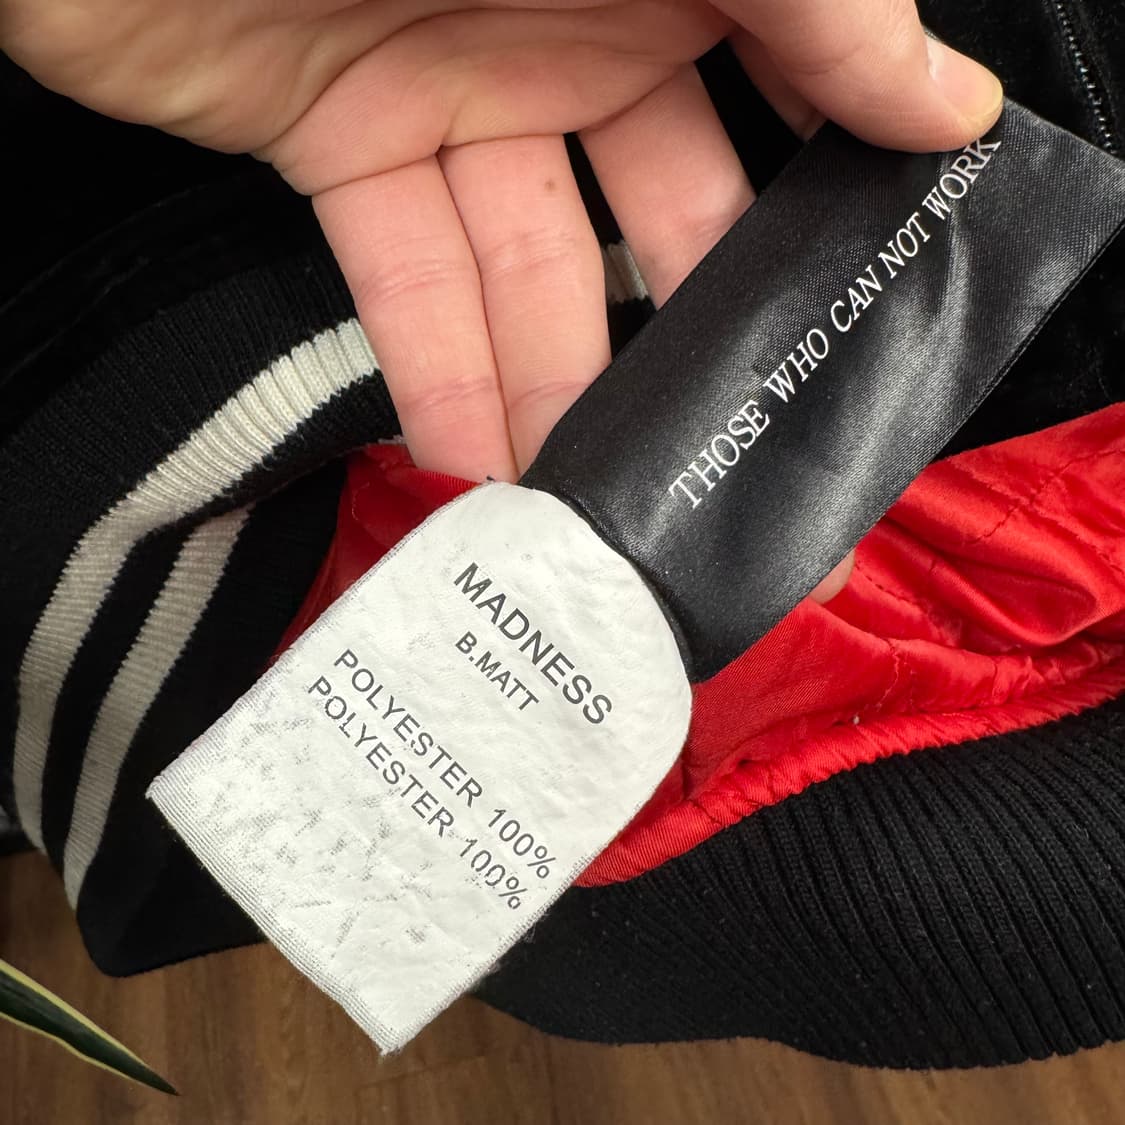 THOSE WHO CAN NOT WORK
MADNESS
B.MATT
POLYESTER 100%
POLYESTER 100%